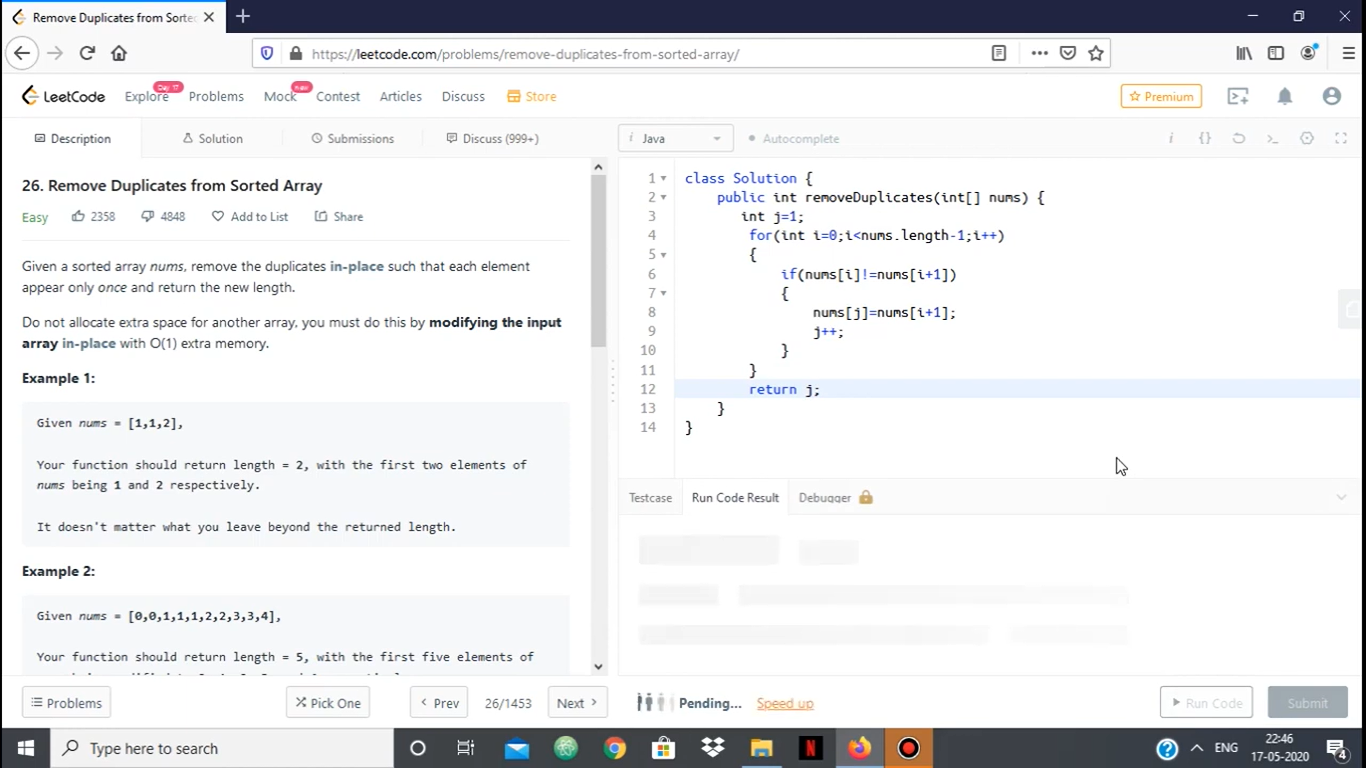 Remove Duplicates from Sorte
https://leetcode.com/problems/remove-duplicates-from-sorted-array/
LeetCode Explore Day 17 Problems Mock new Contest Articles Discuss Store Premium
Description Solution Submissions Discuss (999+)
26. Remove Duplicates from Sorted Array
Easy 2358 4848 Add to List Share
Given a sorted array nums, remove the duplicates in-place such that each element
appear only once and return the new length.
Do not allocate extra space for another array, you must do this by modifying the input
array in-place with O(1) extra memory.
Example 1:
Given nums = [1,1,2],
Your function should return length = 2, with the first two elements of
nums being 1 and 2 respectively.
It doesn't matter what you leave beyond the returned length.
Example 2:
Given nums = [0,0,1,1,1,2,2,3,3,4],
Your function should return length = 5, with the first five elements of
Problems Pick One Prev 26/1453 Next
i Java Autocomplete i {}
1 class Solution {
2 public int removeDuplicates(int[] nums) {
3 int j=1;
4 for(int i=0;i<nums.length-1;i++)
5 {
6 if(nums[i]!=nums[i+1])
7 {
8 nums[j]=nums[i+1];
9 j++;
10 }
11 }
12 return j;
13 }
14 }
Testcase Run Code Result Debugger
Pending... Speed up Run Code Submit
Type here to search
ENG 22:46
17-05-2020 4